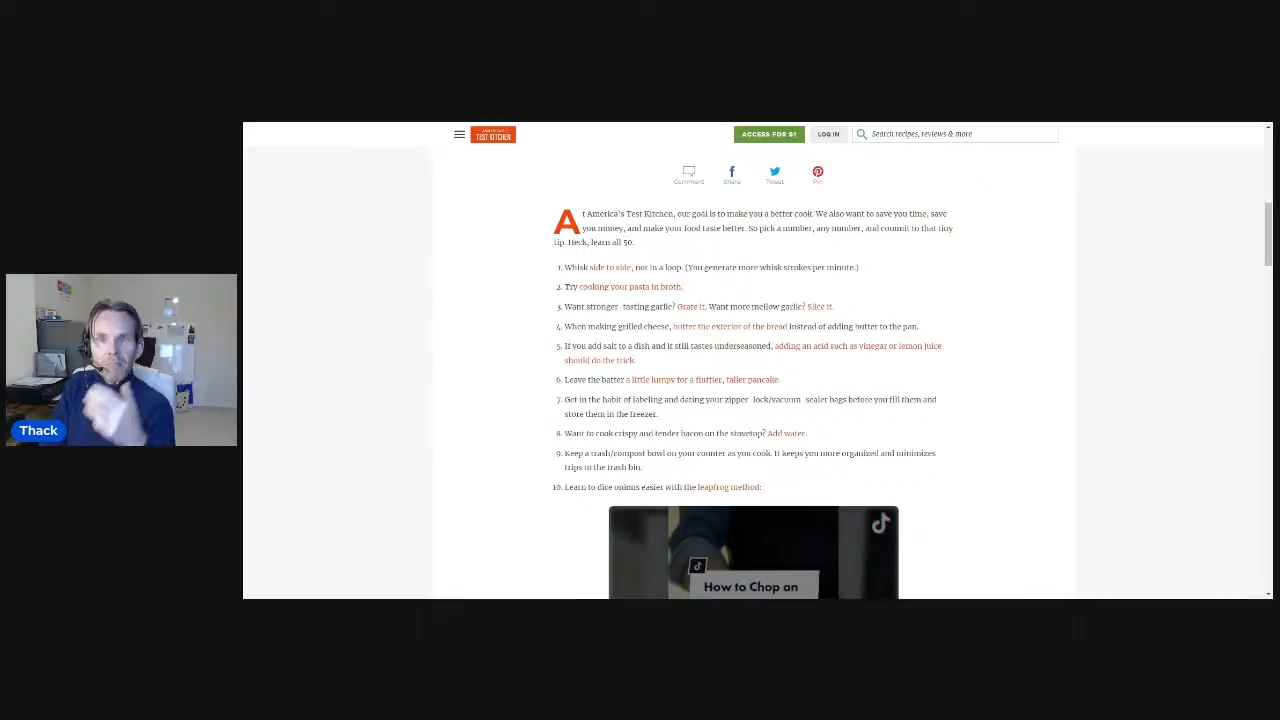 AMERICA'S
TEST KITCHEN
ACCESS FOR $1
LOG IN
Search recipes, reviews & more
Comment
Share
Tweet
Pin
At America's Test Kitchen, our goal is to make you a better cook. We also want to save you time, save
you money, and make your food taste better. So pick a number, any number, and commit to that tiny
tip. Heck, learn all 50.
1. Whisk side to side, not in a loop. (You generate more whisk strokes per minute.)
2. Try cooking your pasta in broth.
3. Want stronger-tasting garlic? Grate it. Want more mellow garlic? Slice it.
4. When making grilled cheese, butter the exterior of the bread instead of adding butter to the pan.
5. If you add salt to a dish and it still tastes underseasoned, adding an acid such as vinegar or lemon juice
should do the trick.
6. Leave the batter a little lumpy for a fluffier, taller pancake.
7. Get in the habit of labeling and dating your zipper-lock/vacuum-sealer bags before you fill them and
store them in the freezer.
8. Want to cook crispy and tender bacon on the stovetop? Add water.
9. Keep a trash/compost bowl on your counter as you cook. It keeps you more organized and minimizes
trips to the trash bin.
10. Learn to dice onions easier with the leapfrog method:
How to Chop an
Thack